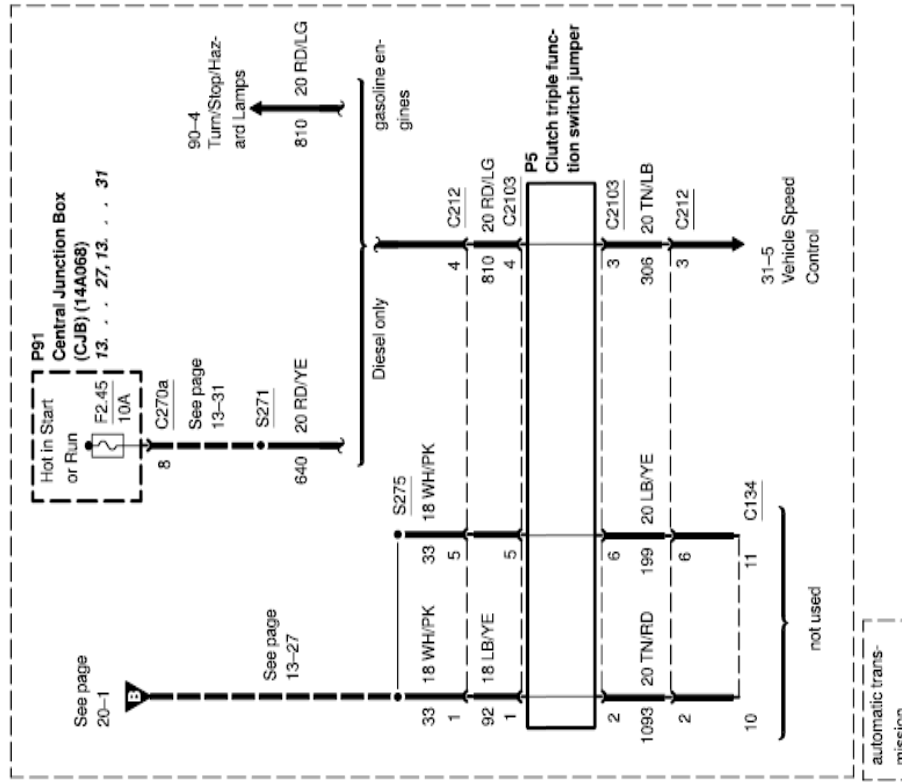 P91
Central Junction Box
(CJB) (14A068)
13. . . 27, 13. . . 31
Hot in Start
or Run
F2.45
10A
See page
20–1
B
8
C270a
See page
13–31
S271
640
20 RD/YE
90–4
Turn/Stop/Haz-
ard Lamps
810
20 RD/LG
See page
13–27
Diesel only
gasoline en-
gines
S275
33
18 WH/PK
33
18 WH/PK
1
5
4
C212
92
18 LB/YE
810
20 RD/LG
1
5
4
C2103
P5
Clutch triple func-
tion switch jumper
2
6
3
C2103
1093
20 TN/RD
199
20 LB/YE
306
20 TN/LB
2
6
3
C212
10
11
C134
31–5
Vehicle Speed
Control
not used
automatic trans-
mission